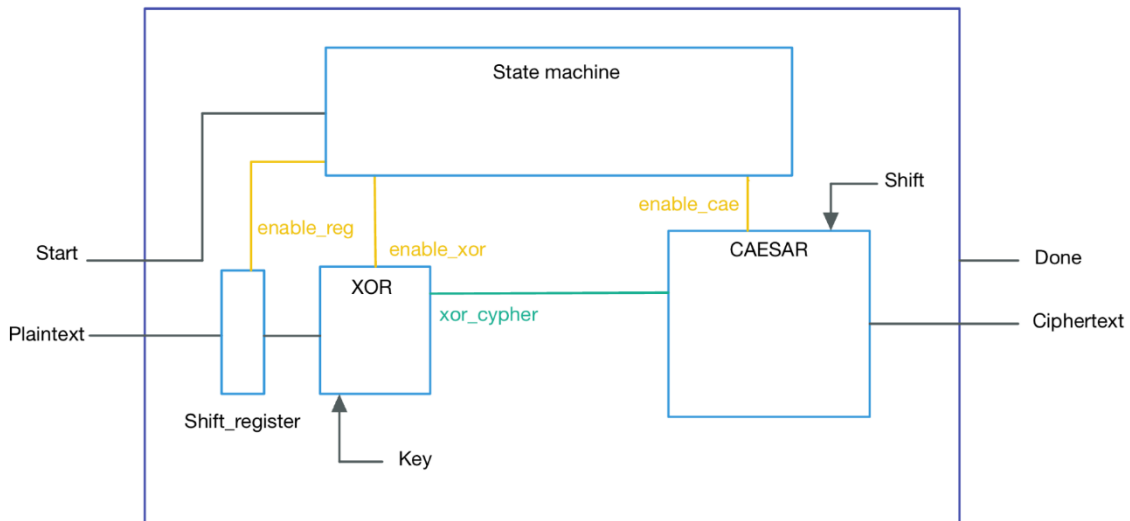 State machine
Shift
enable_cae
enable_reg
enable_xor
CAESAR
Start
Done
XOR
xor_cypher
Plaintext
Ciphertext
Shift_register
Key